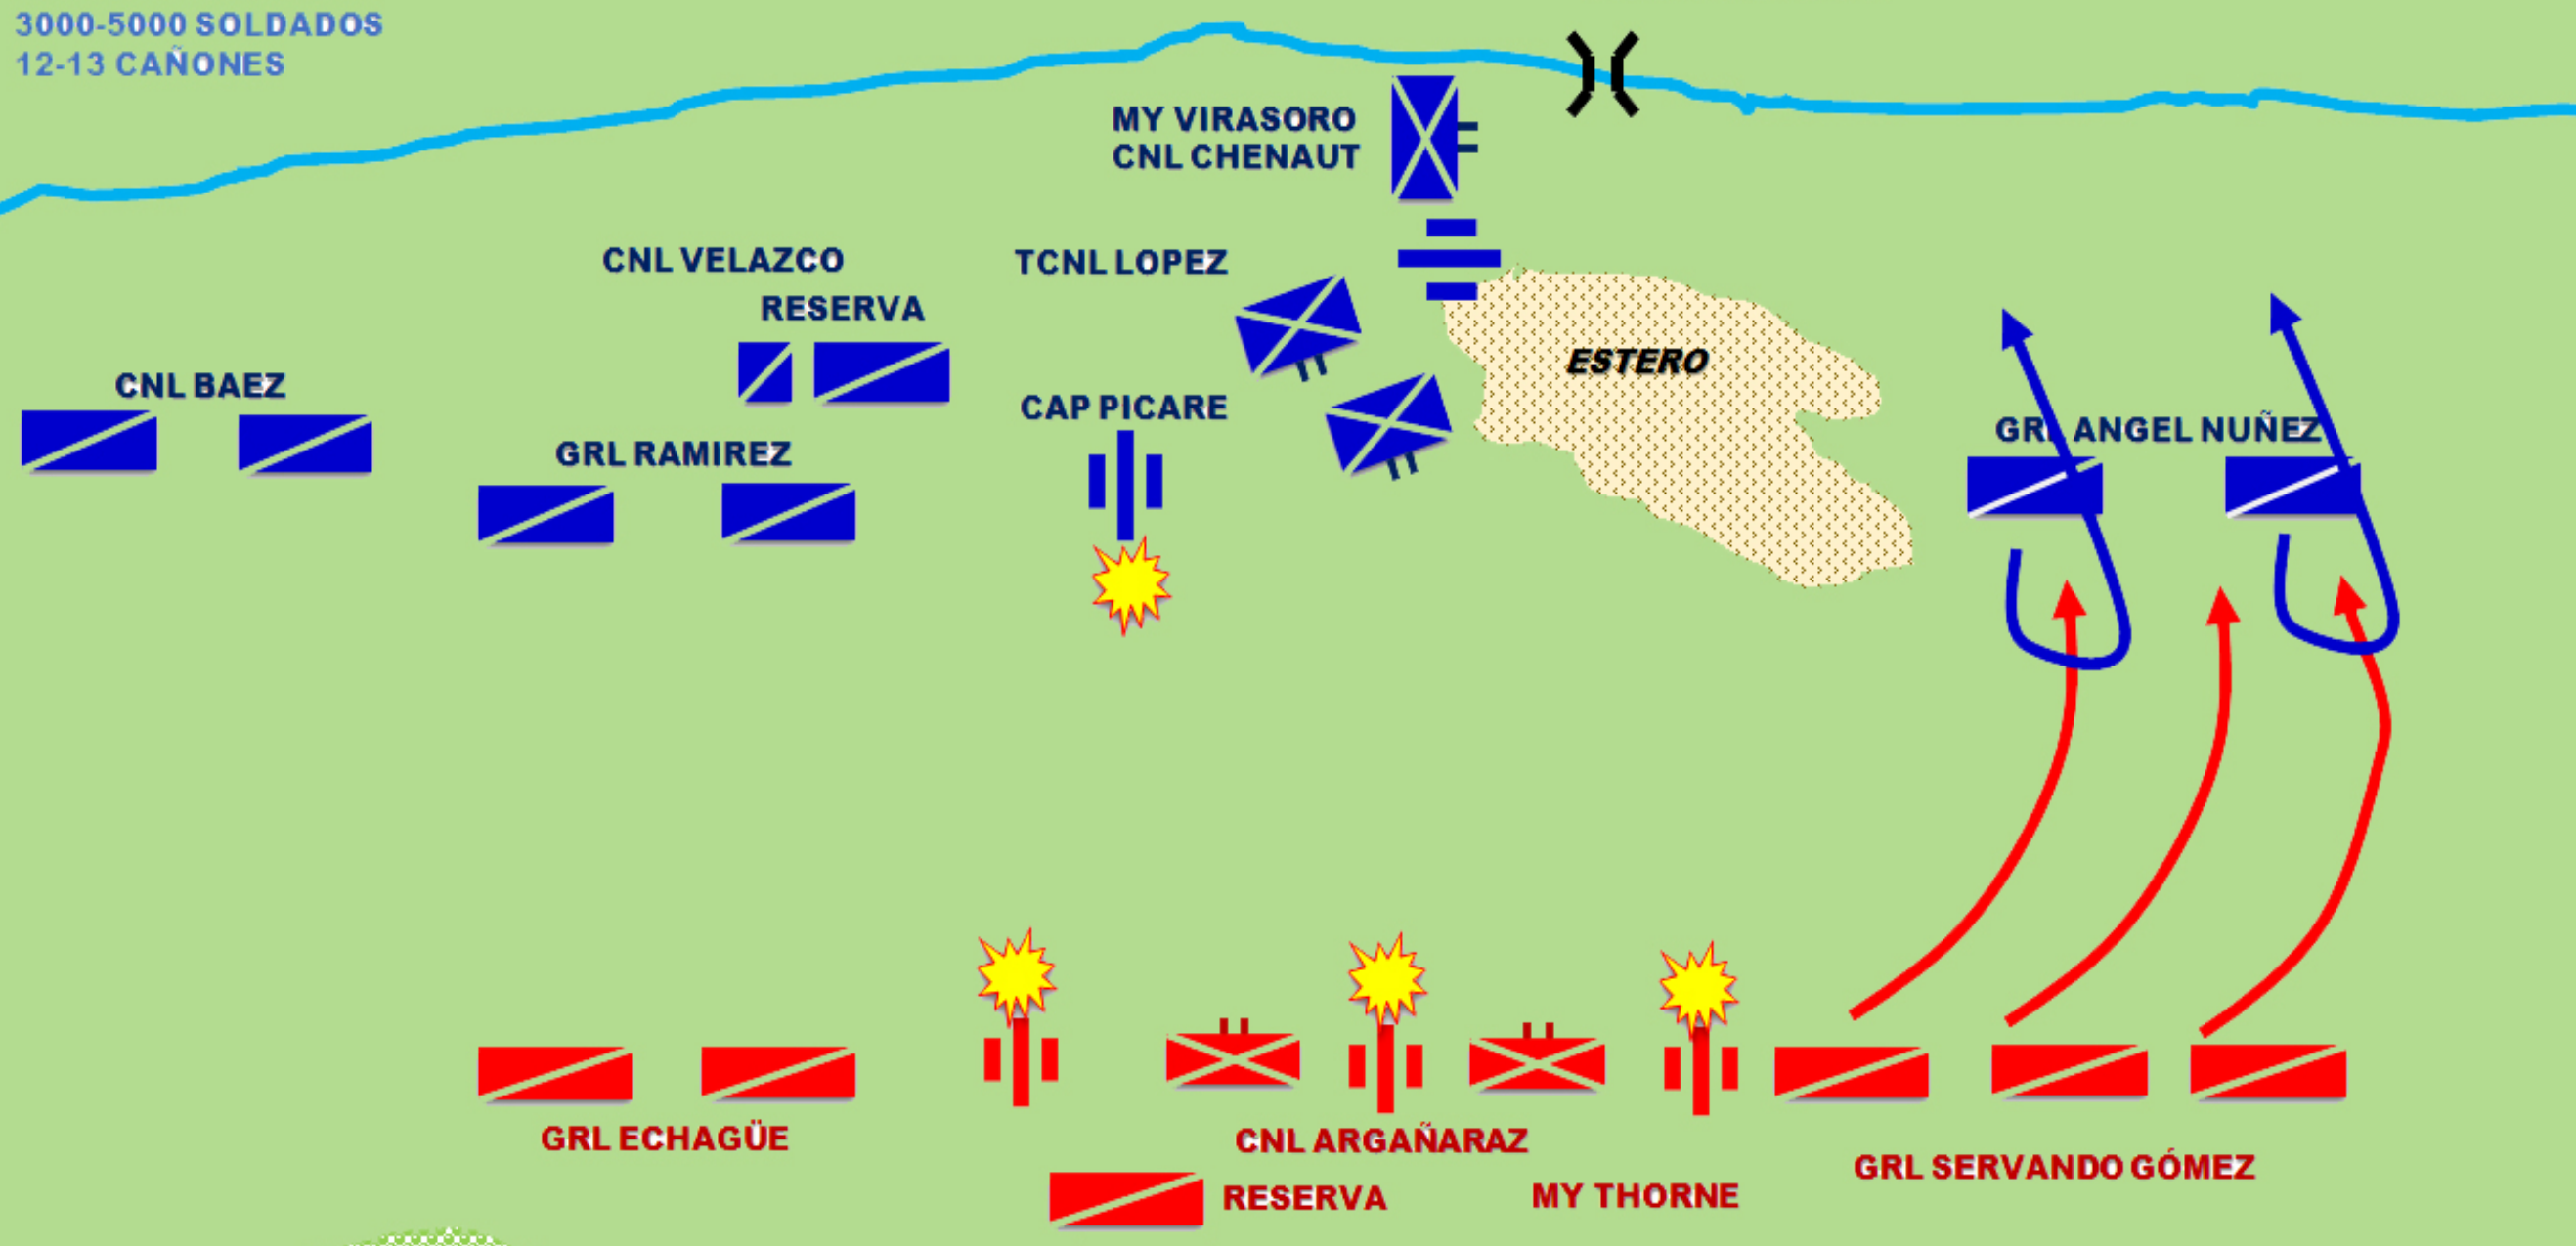 3000-5000 SOLDADOS
12-13 CAÑONES
MY VIRASORO
CNL CHENAUT
CNL VELAZCO
TCNL LOPEZ
RESERVA
ESTERO
CNL BAEZ
CAP PICARE
GRL ANGEL NUÑEZ
GRL RAMIREZ
GRL ECHAGÜE
CNL ARGAÑARAZ
GRL SERVANDO GÓMEZ
RESERVA
MY THORNE